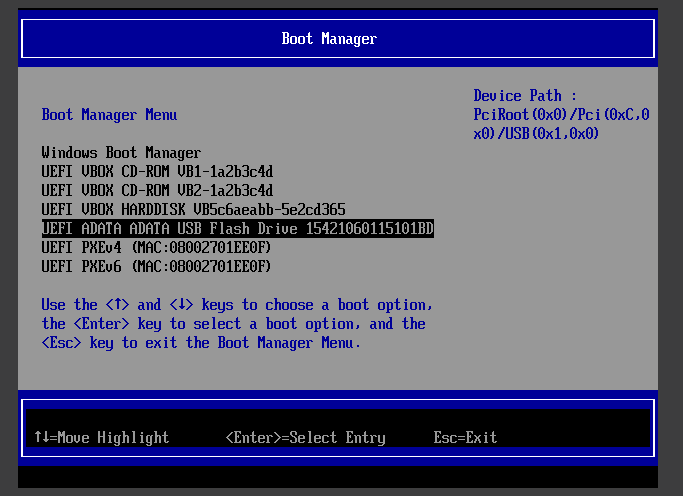 Boot Manager
Device Path :
PciRoot(0x0)/Pci(0xC,0
x0)/USB(0x1,0x0)
Boot Manager Menu
Windows Boot Manager
UEFI VBOX CD-ROM VB1-1a2b3c4d
UEFI VBOX CD-ROM VB2-1a2b3c4d
UEFI VBOX HARDDISK VB5c6aeabb-5e2cd365
UEFI ADATA ADATA USB Flash Drive 15421060115101BD
UEFI PXEv4 (MAC:08002701EE0F)
UEFI PXEv6 (MAC:08002701EE0F)
Use the <↑> and <↓> keys to choose a boot option,
the <Enter> key to select a boot option, and the
<Esc> key to exit the Boot Manager Menu.
↑↓=Move Highlight <Enter>=Select Entry Esc=Exit